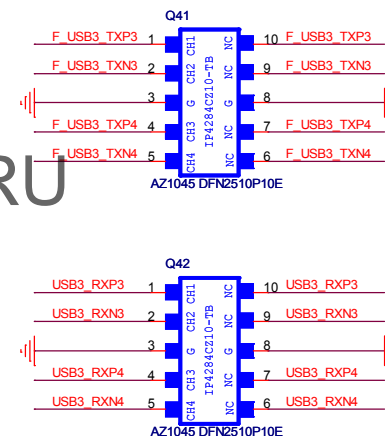 Q41
F_USB3_TXP3 1 CH1 NC 10 F_USB3_TXP3
F_USB3_TXN3 2 CH2 NC 9 F_USB3_TXN3
3 G G 8
F_USB3_TXP4 4 CH3 NC 7 F_USB3_TXP4
F_USB3_TXN4 5 CH4 NC 6 F_USB3_TXN4
IP4284CZ10-TB
AZ1045 DFN2510P10E
RU
Q42
USB3_RXP3 1 CH1 NC 10 USB3_RXP3
USB3_RXN3 2 CH2 NC 9 USB3_RXN3
3 G G 8
USB3_RXP4 4 CH3 NC 7 USB3_RXP4
USB3_RXN4 5 CH4 NC 6 USB3_RXN4
IP4284CZ10-TB
AZ1045 DFN2510P10E